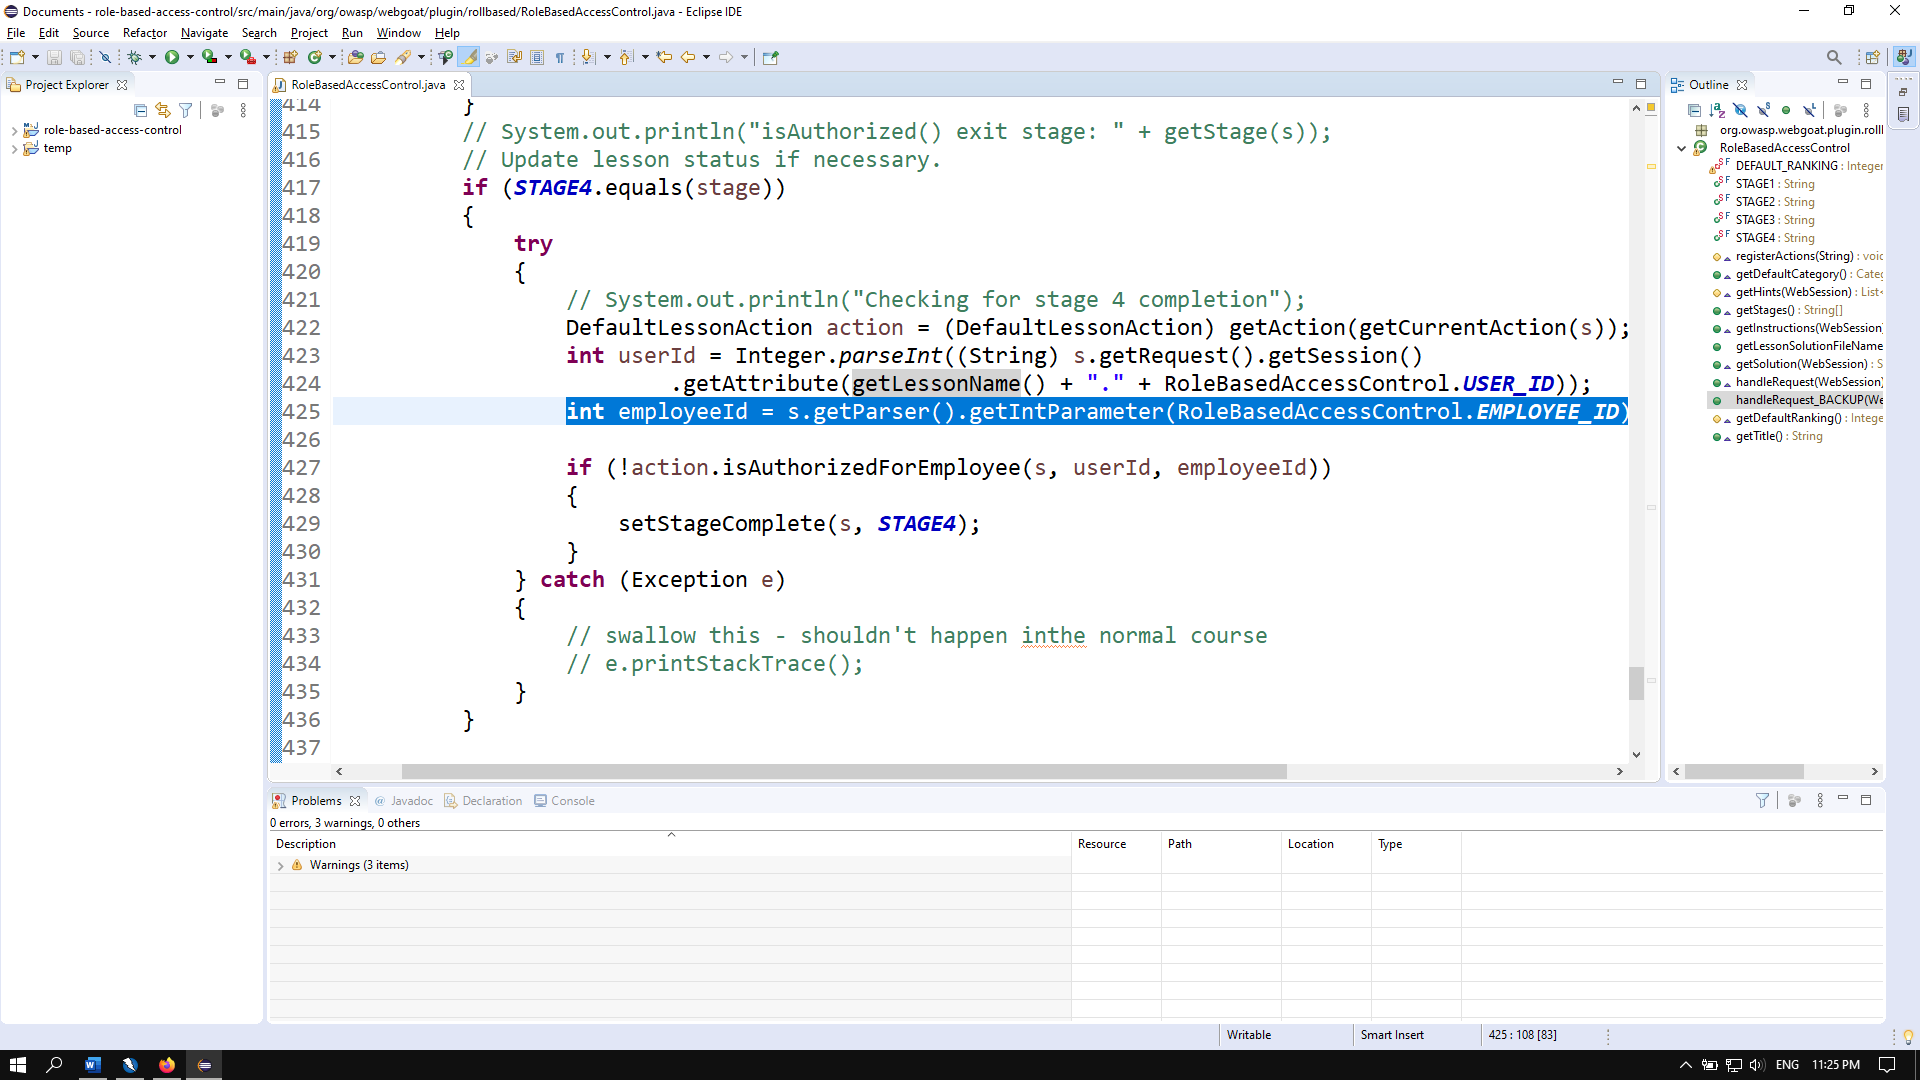 Documents - role-based-access-control/src/main/java/org/owasp/webgoat/plugin/rollbased/RoleBasedAccessControl.java - Eclipse IDE
File Edit Source Refactor Navigate Search Project Run Window Help
Project Explorer
role-based-access-control
temp
RoleBasedAccessControl.java
414 }
415 // System.out.println("isAuthorized() exit stage: " + getStage(s));
416 // Update lesson status if necessary.
417 if (STAGE4.equals(stage))
418 {
419 try
420 {
421 // System.out.println("Checking for stage 4 completion");
422 DefaultLessonAction action = (DefaultLessonAction) getAction(getCurrentAction(s));
423 int userId = Integer.parseInt((String) s.getRequest().getSession()
424 .getAttribute(getLessonName() + "." + RoleBasedAccessControl.USER_ID));
425 int employeeId = s.getParser().getIntParameter(RoleBasedAccessControl.EMPLOYEE_ID)
426
427 if (!action.isAuthorizedForEmployee(s, userId, employeeId))
428 {
429 setStageComplete(s, STAGE4);
430 }
431 } catch (Exception e)
432 {
433 // swallow this - shouldn't happen inthe normal course
434 // e.printStackTrace();
435 }
436 }
437
Outline
org.owasp.webgoat.plugin.roll
RoleBasedAccessControl
DEFAULT_RANKING : Integer
STAGE1 : String
STAGE2 : String
STAGE3 : String
STAGE4 : String
registerActions(String) : void
getDefaultCategory() : Categ
getHints(WebSession) : List<
getStages() : String[]
getInstructions(WebSession)
getLessonSolutionFileName
getSolution(WebSession) : S
handleRequest(WebSession)
handleRequest_BACKUP(We
getDefaultRanking() : Intege
getTitle() : String
Problems @ Javadoc Declaration Console
0 errors, 3 warnings, 0 others
Description Resource Path Location Type
Warnings (3 items)
Writable Smart Insert 425 : 108 [83]
ENG 11:25 PM